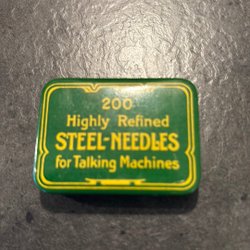 200
Highly Refined
STEEL-NEEDLES
for Talking Machines